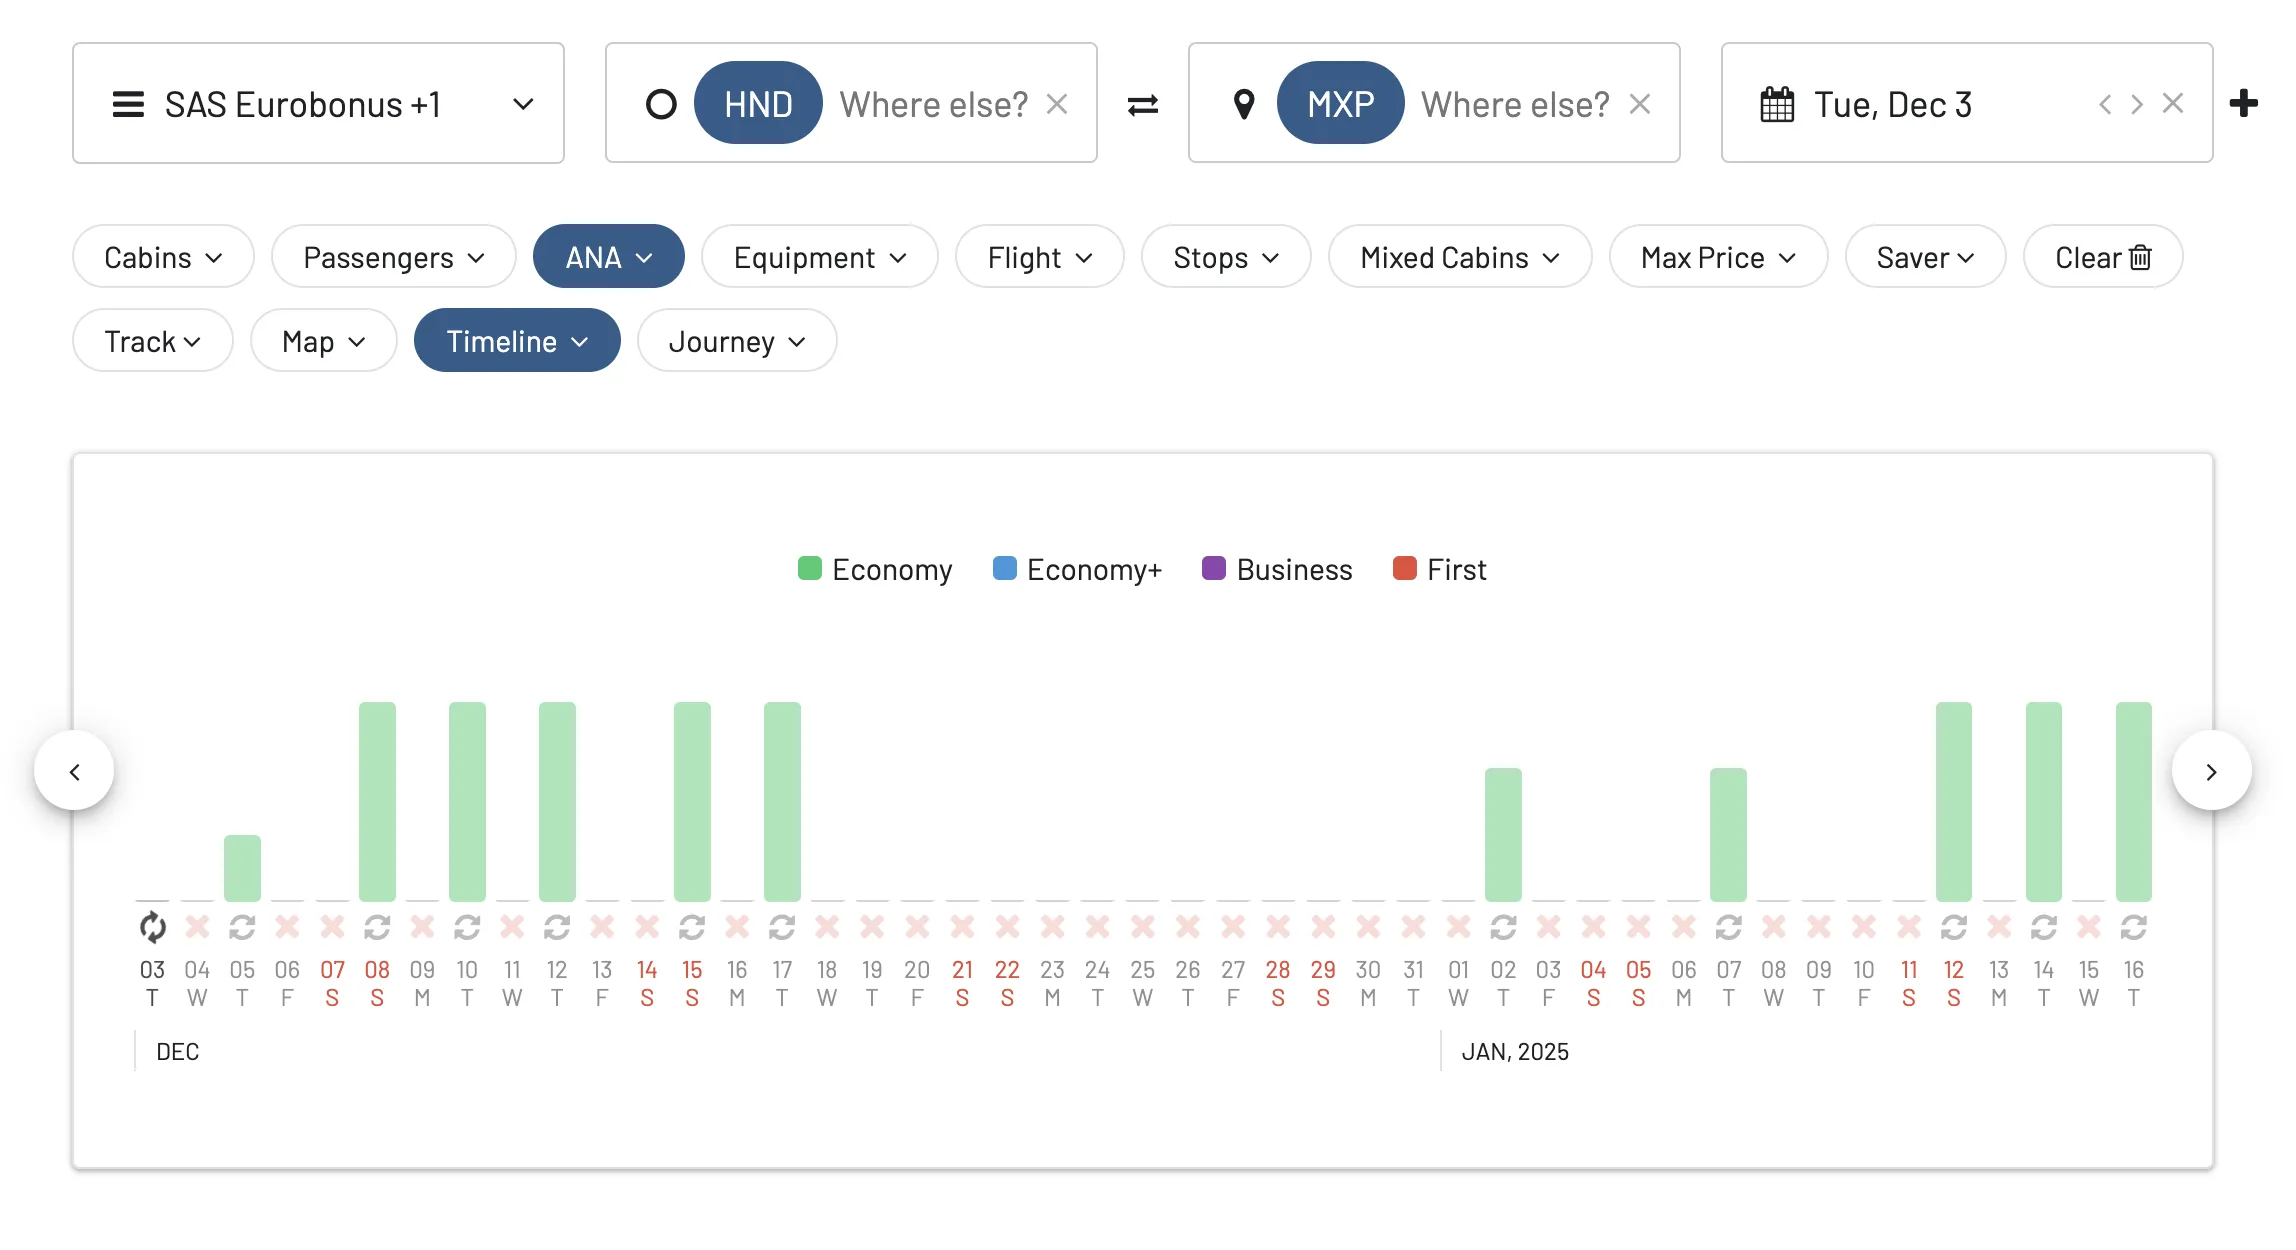 SAS Eurobonus +1 HND Where else? MXP Where else? Tue, Dec 3
Cabins Passengers ANA Equipment Flight Stops Mixed Cabins Max Price Saver Clear
Track Map Timeline Journey
Economy Economy+ Business First
03 04 05 06 07 08 09 10 11 12 13 14 15 16 17 18 19 20 21 22 23 24 25 26 27 28 29 30 31 01 02 03 04 05 06 07 08 09 10 11 12 13 14 15 16
T W T F S S M T W T F S S M T W T F S S M T W T F S S M T W T F S S M T W T F S S M T W T
DEC JAN, 2025